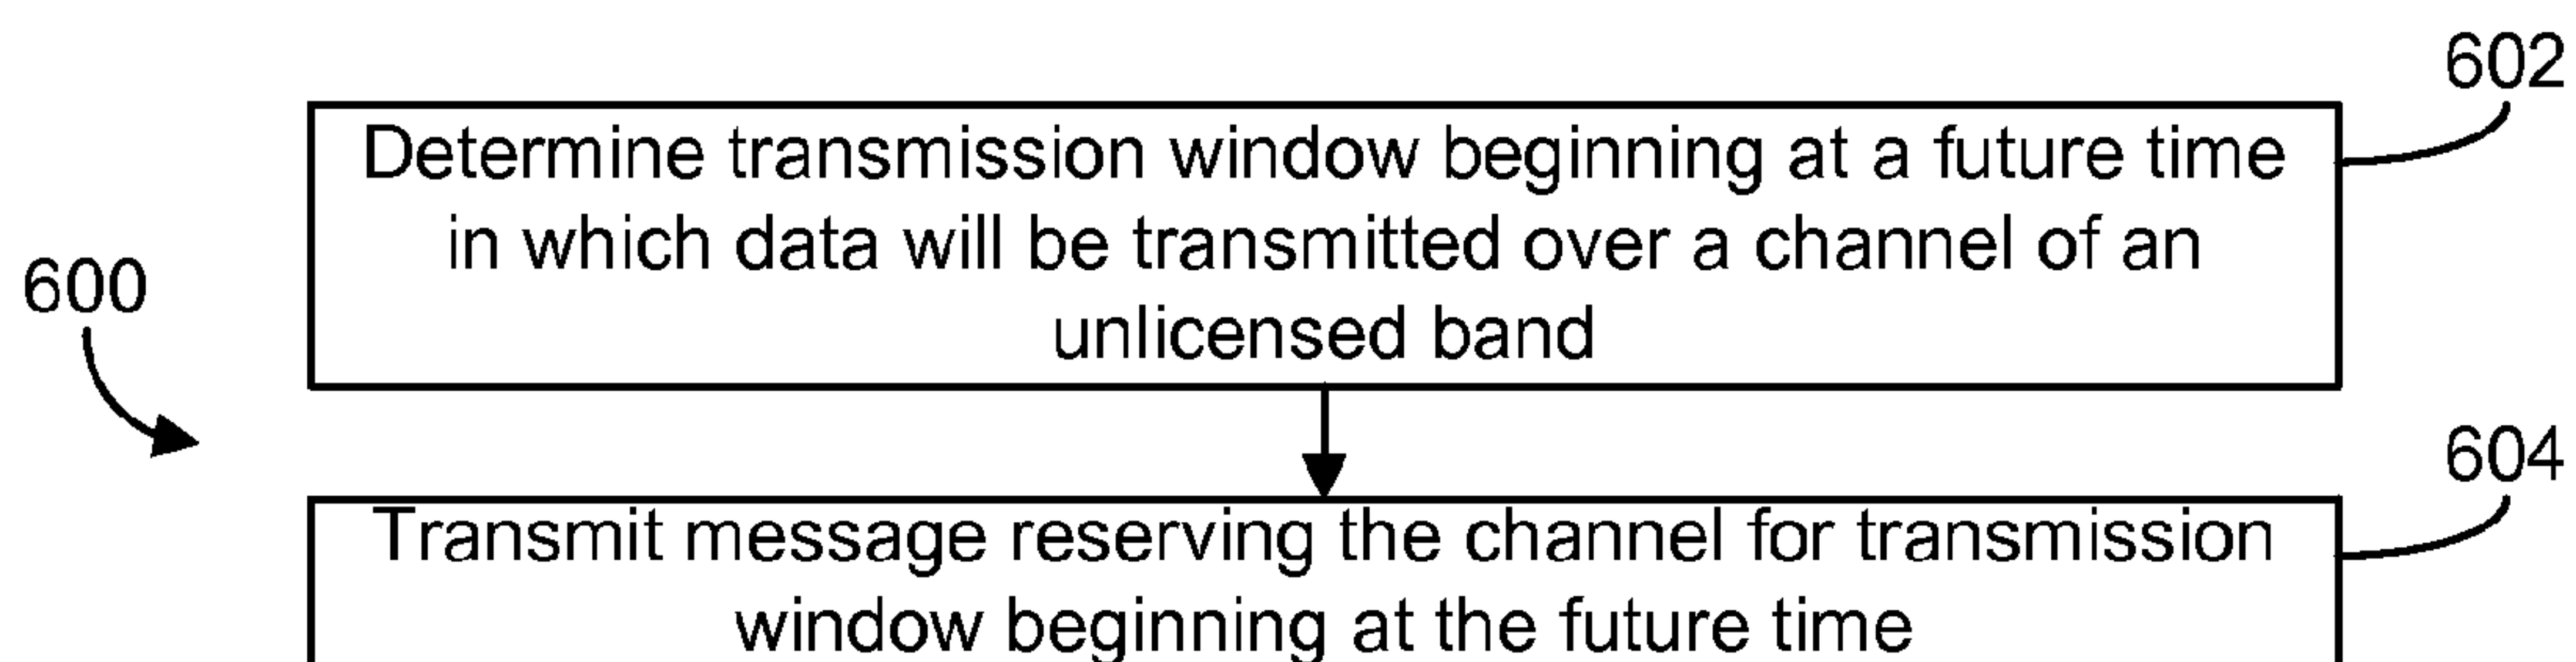 602
Determine transmission window beginning at a future time
in which data will be transmitted over a channel of an
unlicensed band
600
604
Transmit message reserving the channel for transmission
window beginning at the future time